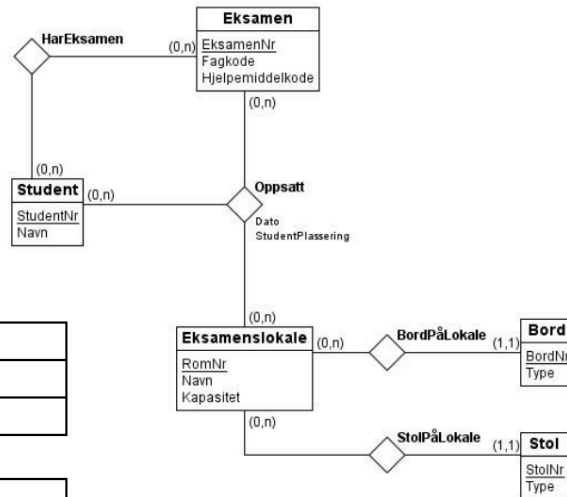 Eksamen
HarEksamen
(0,n)
EksamenNr
Fagkode
Hjelpemiddelkode
(0,n)
(0,n)
Student
(0,n)
StudentNr
Navn
Oppsatt
Dato
StudentPlassering
(0,n)
Eksamenslokale
(0,n)
BordPåLokale
(1,1)
Bord
RomNr
BordNr
Navn
Type
Kapasitet
(0,n)
StolPåLokale
(1,1)
Stol
StolNr
Type